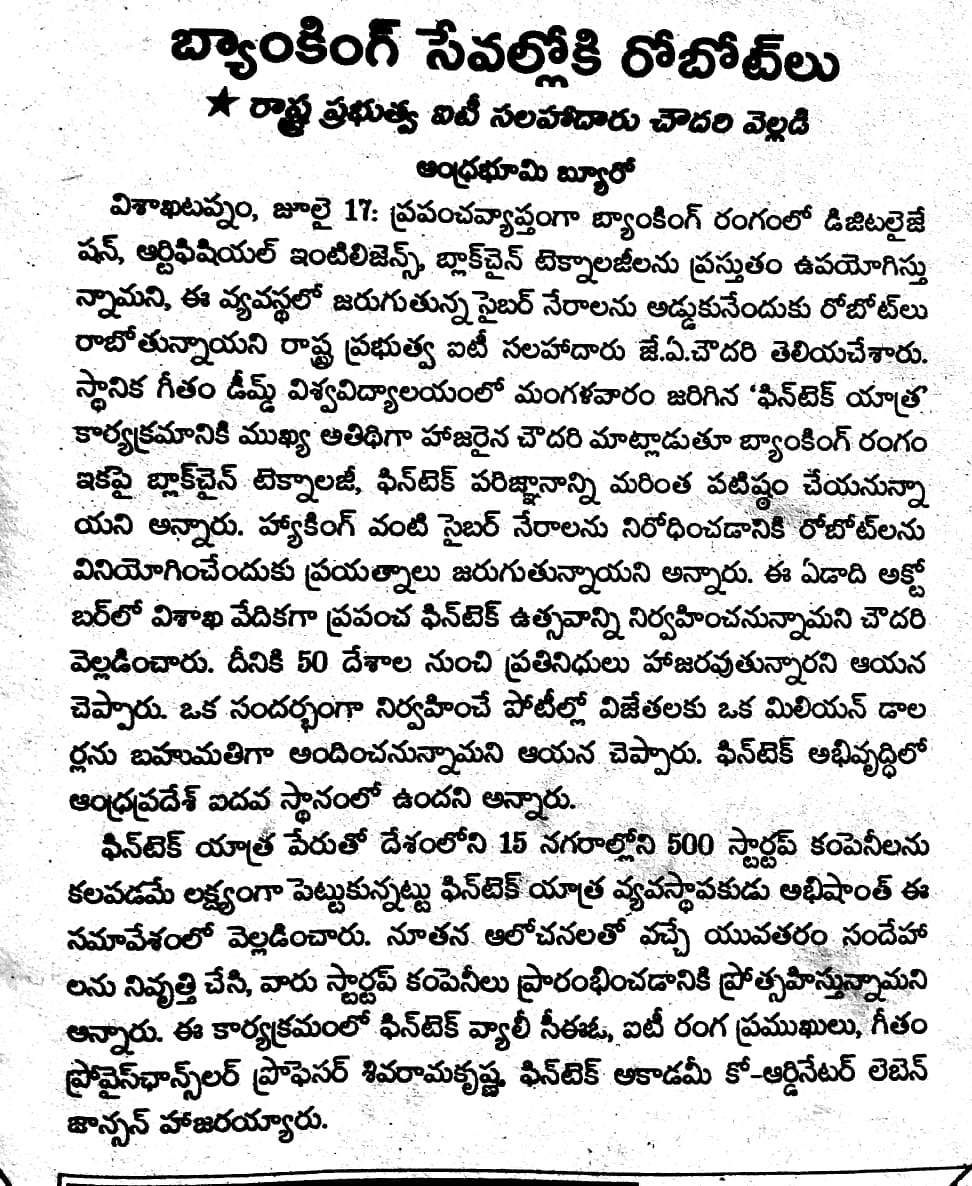 బ్యాంకింగ్ సేవల్లోకి రోబోట్‌లు
★ రాష్ట్ర ప్రభుత్వ ఐటీ సలహాదారు చౌదరి వెల్లడి
ఆంధ్రభూమి బ్యూరో
విశాఖటప్నం, జూలై 17: ప్రపంచవ్యాప్తంగా బ్యాంకింగ్ రంగంలో డిజిటలైజే
షన్, ఆర్టిఫిషియల్ ఇంటిలిజెన్స్, బ్లాక్‌చైన్ టెక్నాలజీలను ప్రస్తుతం ఉపయోగిస్తు
న్నామని, ఈ వ్యవస్థలో జరుగుతున్న సైబర్ నేరాలను అడ్డుకునేందుకు రోబోట్‌లు
రాబోతున్నాయని రాష్ట్ర ప్రభుత్వ ఐటీ సలహాదారు జే.ఏ.చౌదరి తెలియచేశారు.
స్థానిక గీతం డీమ్డ్ విశ్వవిద్యాలయంలో మంగళవారం జరిగిన ‘ఫిన్‌టెక్ యాత్ర’
కార్యక్రమానికి ముఖ్య అతిథిగా హాజరైన చౌదరి మాట్లాడుతూ బ్యాంకింగ్ రంగం
ఇకపై బ్లాక్‌చైన్ టెక్నాలజీ, ఫిన్‌టెక్ పరిజ్ఞానాన్ని మరింత పటిష్ఠం చేయనున్నా
యని అన్నారు. హ్యాకింగ్ వంటి సైబర్ నేరాలను నిరోధించడానికి రోబోట్‌లను
వినియోగించేందుకు ప్రయత్నాలు జరుగుతున్నాయని అన్నారు. ఈ ఏడాది అక్టో
బర్‌లో విశాఖ వేదికగా ప్రపంచ ఫిన్‌టెక్ ఉత్సవాన్ని నిర్వహించనున్నామని చౌదరి
వెల్లడించారు. దీనికి 50 దేశాల నుంచి ప్రతినిధులు హాజరవుతున్నారని ఆయన
చెప్పారు. ఒక సందర్భంగా నిర్వహించే పోటీల్లో విజేతలకు ఒక మిలియన్ డాల
ర్లను బహుమతిగా అందించనున్నామని ఆయన చెప్పారు. ఫిన్‌టెక్ అభివృద్ధిలో
ఆంధ్రప్రదేశ్ ఐదవ స్థానంలో ఉందని అన్నారు.
ఫిన్‌టెక్ యాత్ర పేరుతో దేశంలోని 15 నగరాల్లోని 500 స్టార్టప్ కంపెనీలను
కలవడమే లక్ష్యంగా పెట్టుకున్నట్టు ఫిన్‌టెక్ యాత్ర వ్యవస్థాపకుడు అభిషాంత్ ఈ
సమావేశంలో వెల్లడించారు. నూతన ఆలోచనలతో వచ్చే యువతరం సందేహా
లను నివృత్తి చేసి, వారు స్టార్టప్ కంపెనీలు ప్రారంభించడానికి ప్రోత్సహిస్తున్నామని
అన్నారు. ఈ కార్యక్రమంలో ఫిన్‌టెక్ వ్యాలీ సీఈఓ, ఐటీ రంగ ప్రముఖులు, గీతం
ప్రోవైస్‌ఛాన్స్‌లర్ ప్రొఫెసర్ శివరామకృష్ణ, ఫిన్‌టెక్ అకాడమీ కో-ఆర్డినేటర్ లెబెన్
జాన్సన్ హాజరయ్యారు.